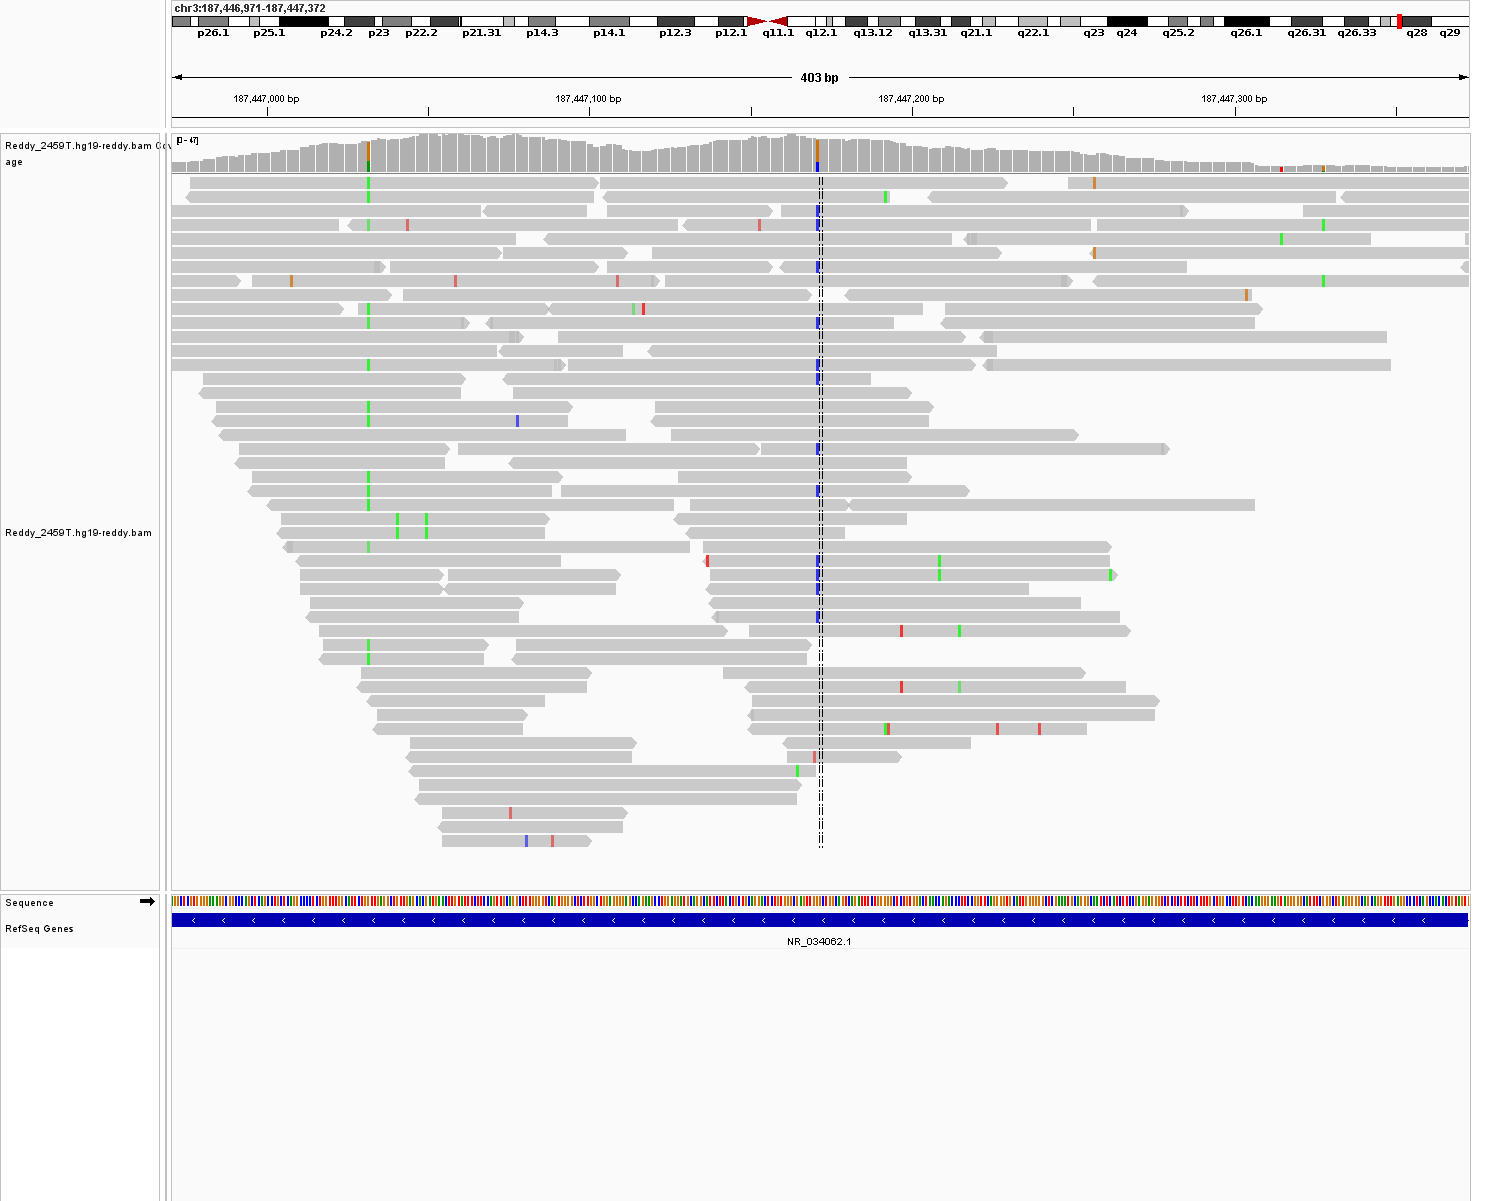 chr3:187,446,971-187,447,372
p26.1 p25.1 p24.2 p23 p22.2 p21.31 p14.3 p14.1 p12.3 p12.1 q11.1 q12.1 q13.12 q13.31 q21.1 q22.1 q23 q24 q25.2 q26.1 q26.31 q26.33 q28 q29
403 bp
187,447,000 bp 187,447,100 bp 187,447,200 bp 187,447,300 bp
[0 - 47]
Reddy_2459T.hg19-reddy.bam Cov
age
Reddy_2459T.hg19-reddy.bam
Sequence
RefSeq Genes
NR_034062.1